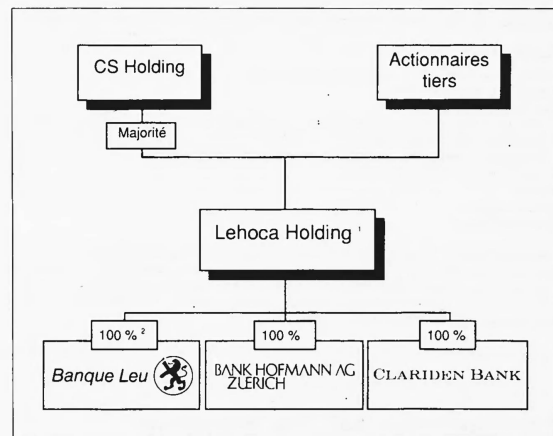 CS Holding
Actionnaires
tiers
Majorité
Lehoca Holding ¹
100 % ²
100 %
100 %
Banque Leu
BANK HOFMANN AG
ZUERICH
CLARIDEN BANK